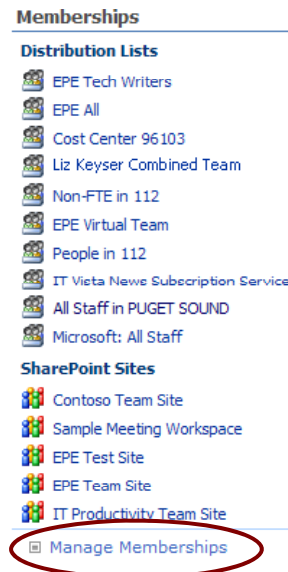 Memberships
Distribution Lists
EPE Tech Writers
EPE All
Cost Center 96103
Liz Keyser Combined Team
Non-FTE in 112
EPE Virtual Team
People in 112
IT Vista News Subscription Service
All Staff in PUGET SOUND
Microsoft: All Staff
SharePoint Sites
Contoso Team Site
Sample Meeting Workspace
EPE Test Site
EPE Team Site
IT Productivity Team Site
Manage Memberships